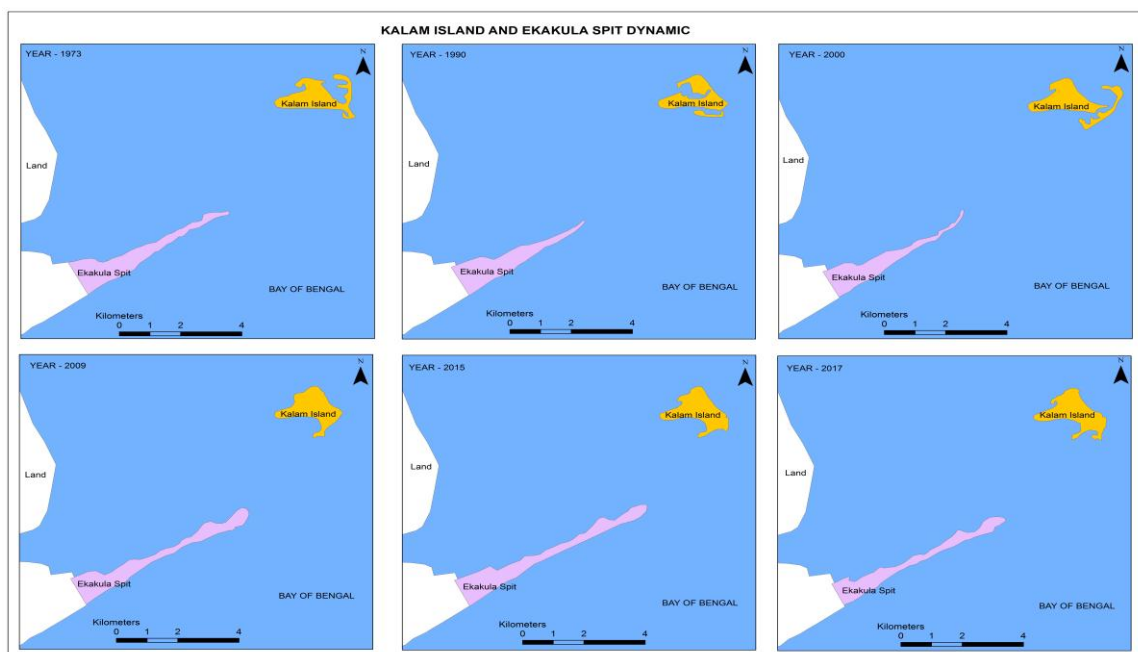 KALAM ISLAND AND EKAKULA SPIT DYNAMIC
YEAR - 1973
N
Kalam Island
Land
Ekakula Spit
BAY OF BENGAL
Kilometers
0 1 2 4
YEAR - 1990
N
Kalam Island
Land
Ekakula Spit
BAY OF BENGAL
Kilometers
0 1 2 4
YEAR - 2000
N
Kalam Island
Land
Ekakula Spit
BAY OF BENGAL
Kilometers
0 1 2 4
YEAR - 2009
N
Kalam Island
Land
Ekakula Spit
BAY OF BENGAL
Kilometers
0 1 2 4
YEAR - 2015
N
Kalam Island
Land
Ekakula Spit
BAY OF BENGAL
Kilometers
0 1 2 4
YEAR - 2017
N
Kalam Island
Land
Ekakula Spit
BAY OF BENGAL
Kilometers
0 1 2 4